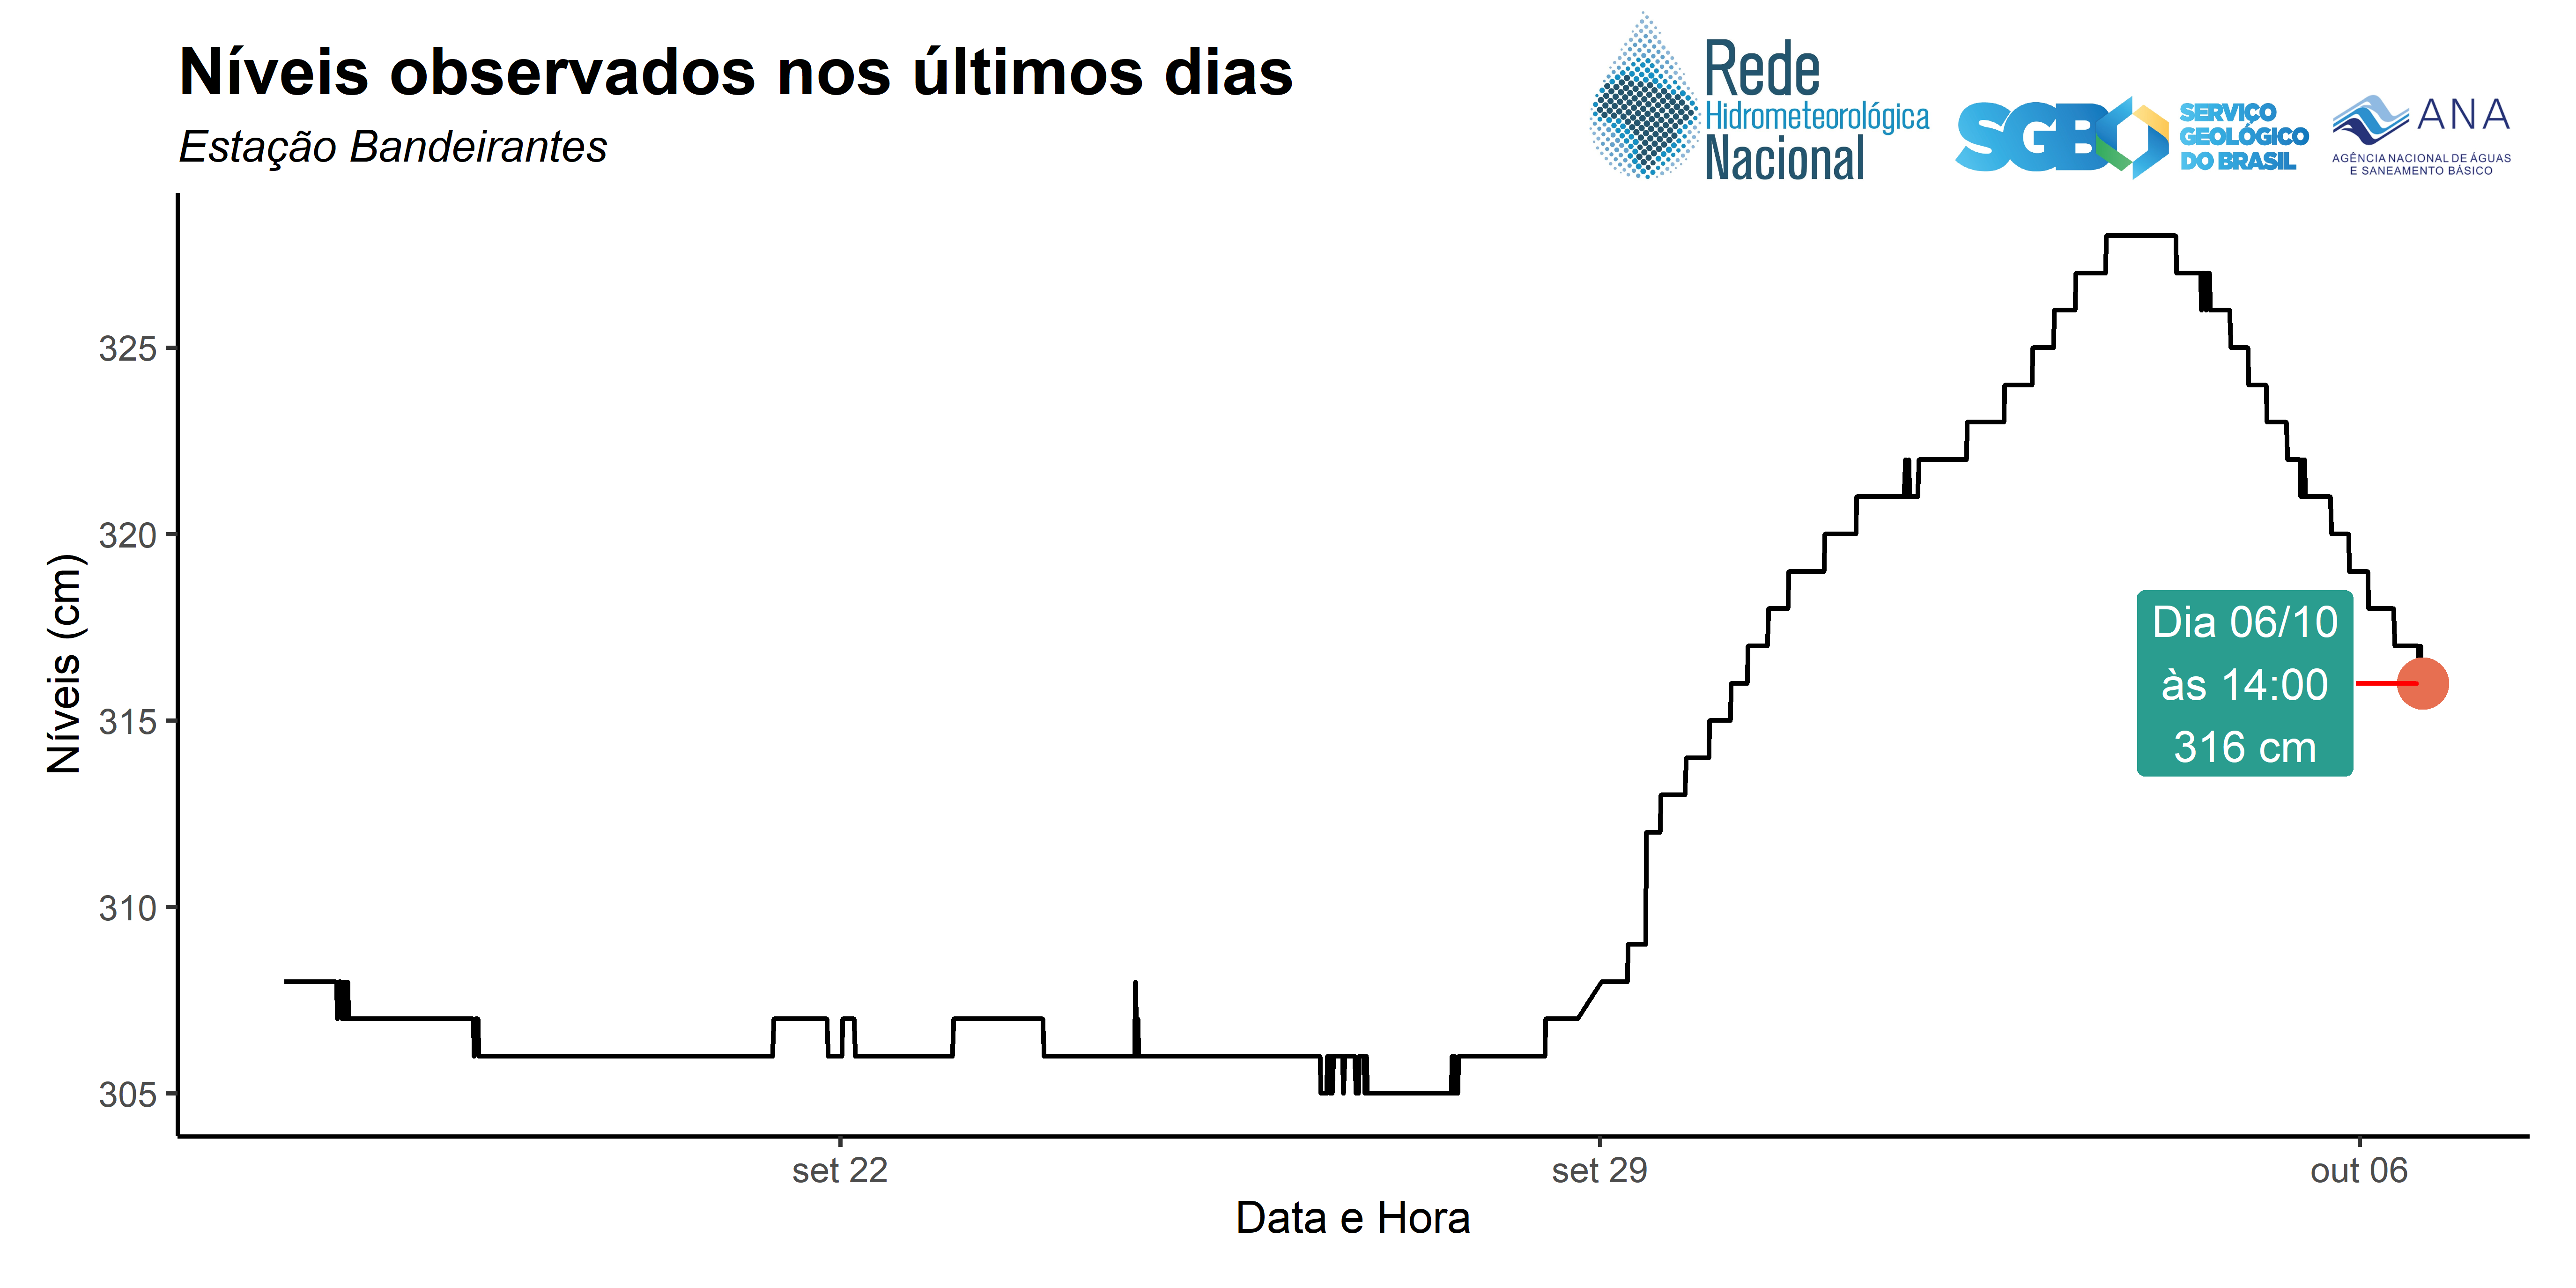 Níveis observados nos últimos dias
Estação Bandeirantes
Rede
Hidrometeorológica
Nacional
SGB
SERVIÇO
GEOLÓGICO
DO BRASIL
ANA
AGÊNCIA NACIONAL DE ÁGUAS
E SANEAMENTO BÁSICO
Níveis (cm)
325
320
315
310
305
Dia 06/10
às 14:00
316 cm
set 22
set 29
out 06
Data e Hora